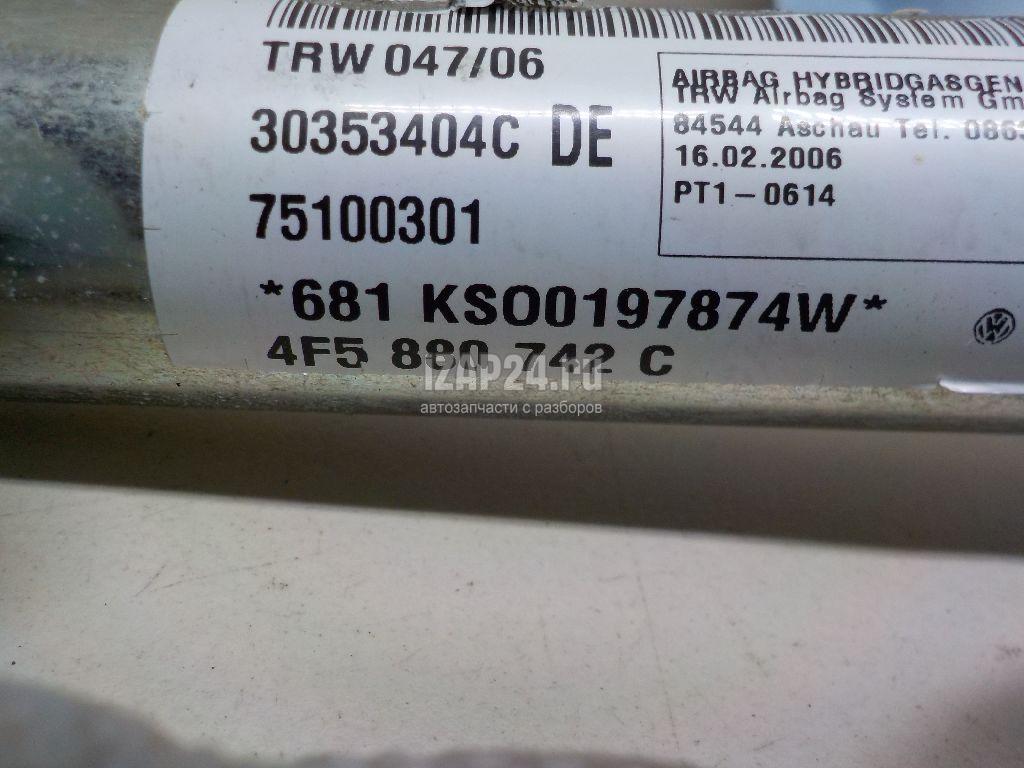 TRW 047/06
30353404C DE
75100301
*681 KSO0197874W*
4F5 880 742 C
AIRBAG HYBRIDGASGEN
TRW Airbag System Gm
84544 Aschau Tel. 086
16.02.2006
PT1-0614
IZAP24.ru
автозапчасти с разборов